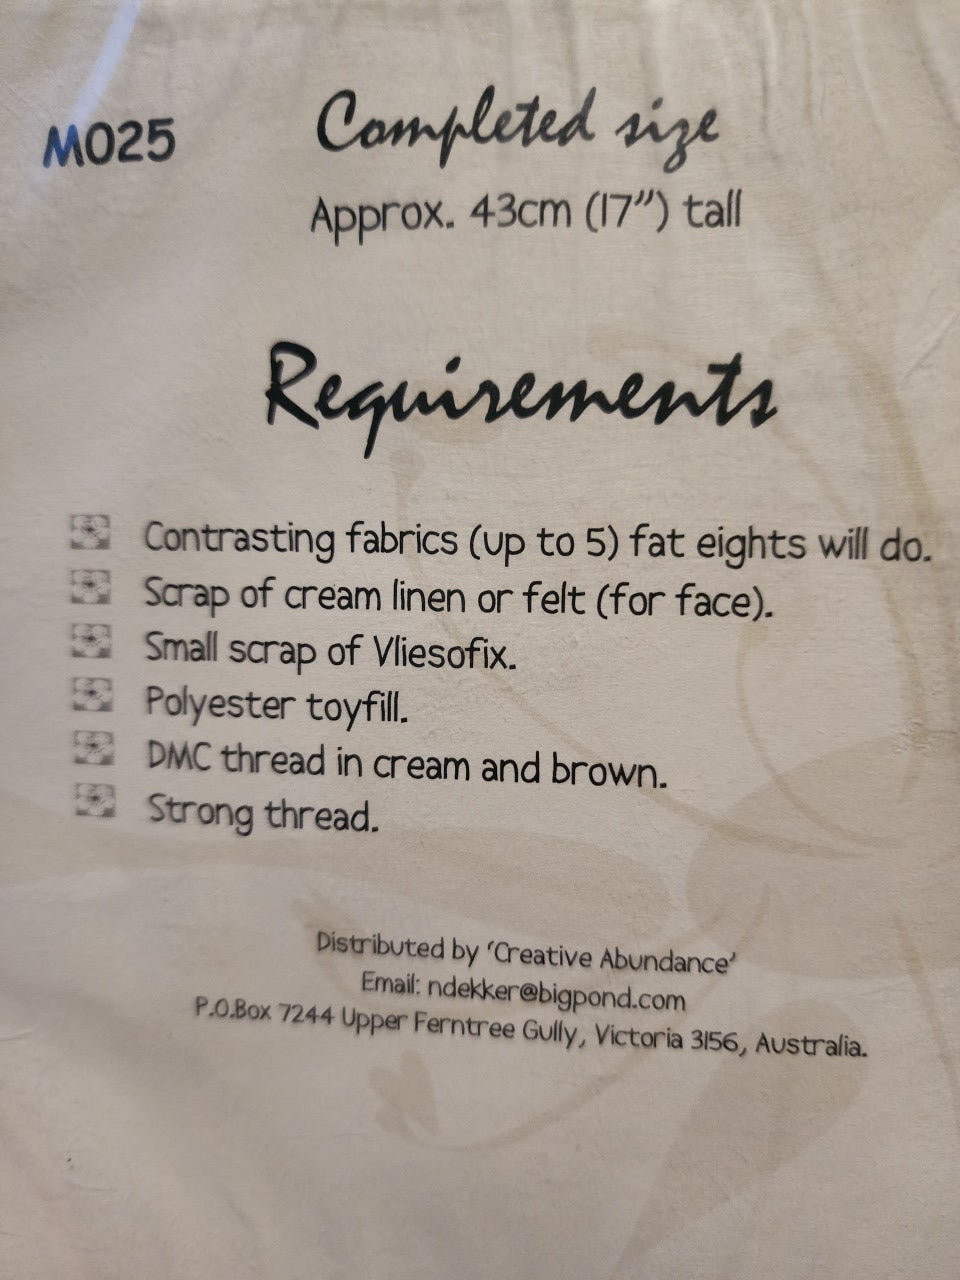 MO25
Completed size
Approx. 43cm (17") tall
Requirements
Contrasting fabrics (up to 5) fat eights will do.
Scrap of cream linen or felt (for face).
Small scrap of Vliesofix.
Polyester toyfill.
DMC thread in cream and brown.
Strong thread.
Distributed by 'Creative Abundance'
Email: ndekker@bigpond.com
P.O.Box 7244 Upper Ferntree Gully, Victoria 3156, Australia.